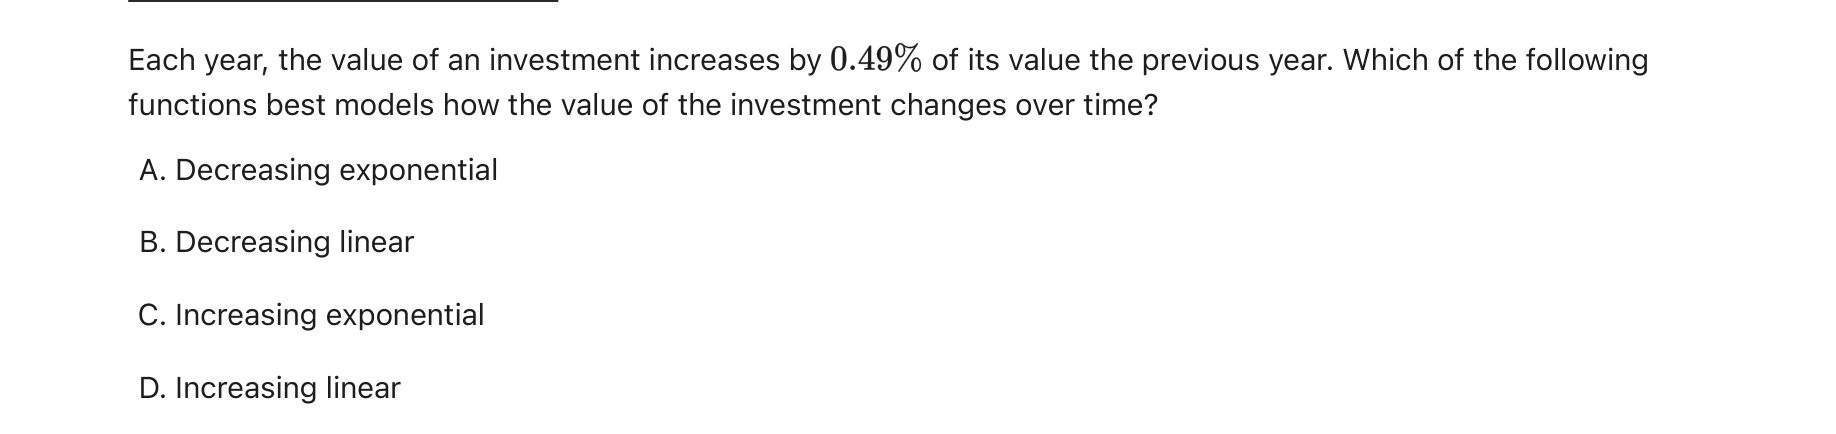 Each year, the value of an investment increases by 0.49% of its value the previous year. Which of the following
functions best models how the value of the investment changes over time?
A. Decreasing exponential
B. Decreasing linear
C. Increasing exponential
D. Increasing linear